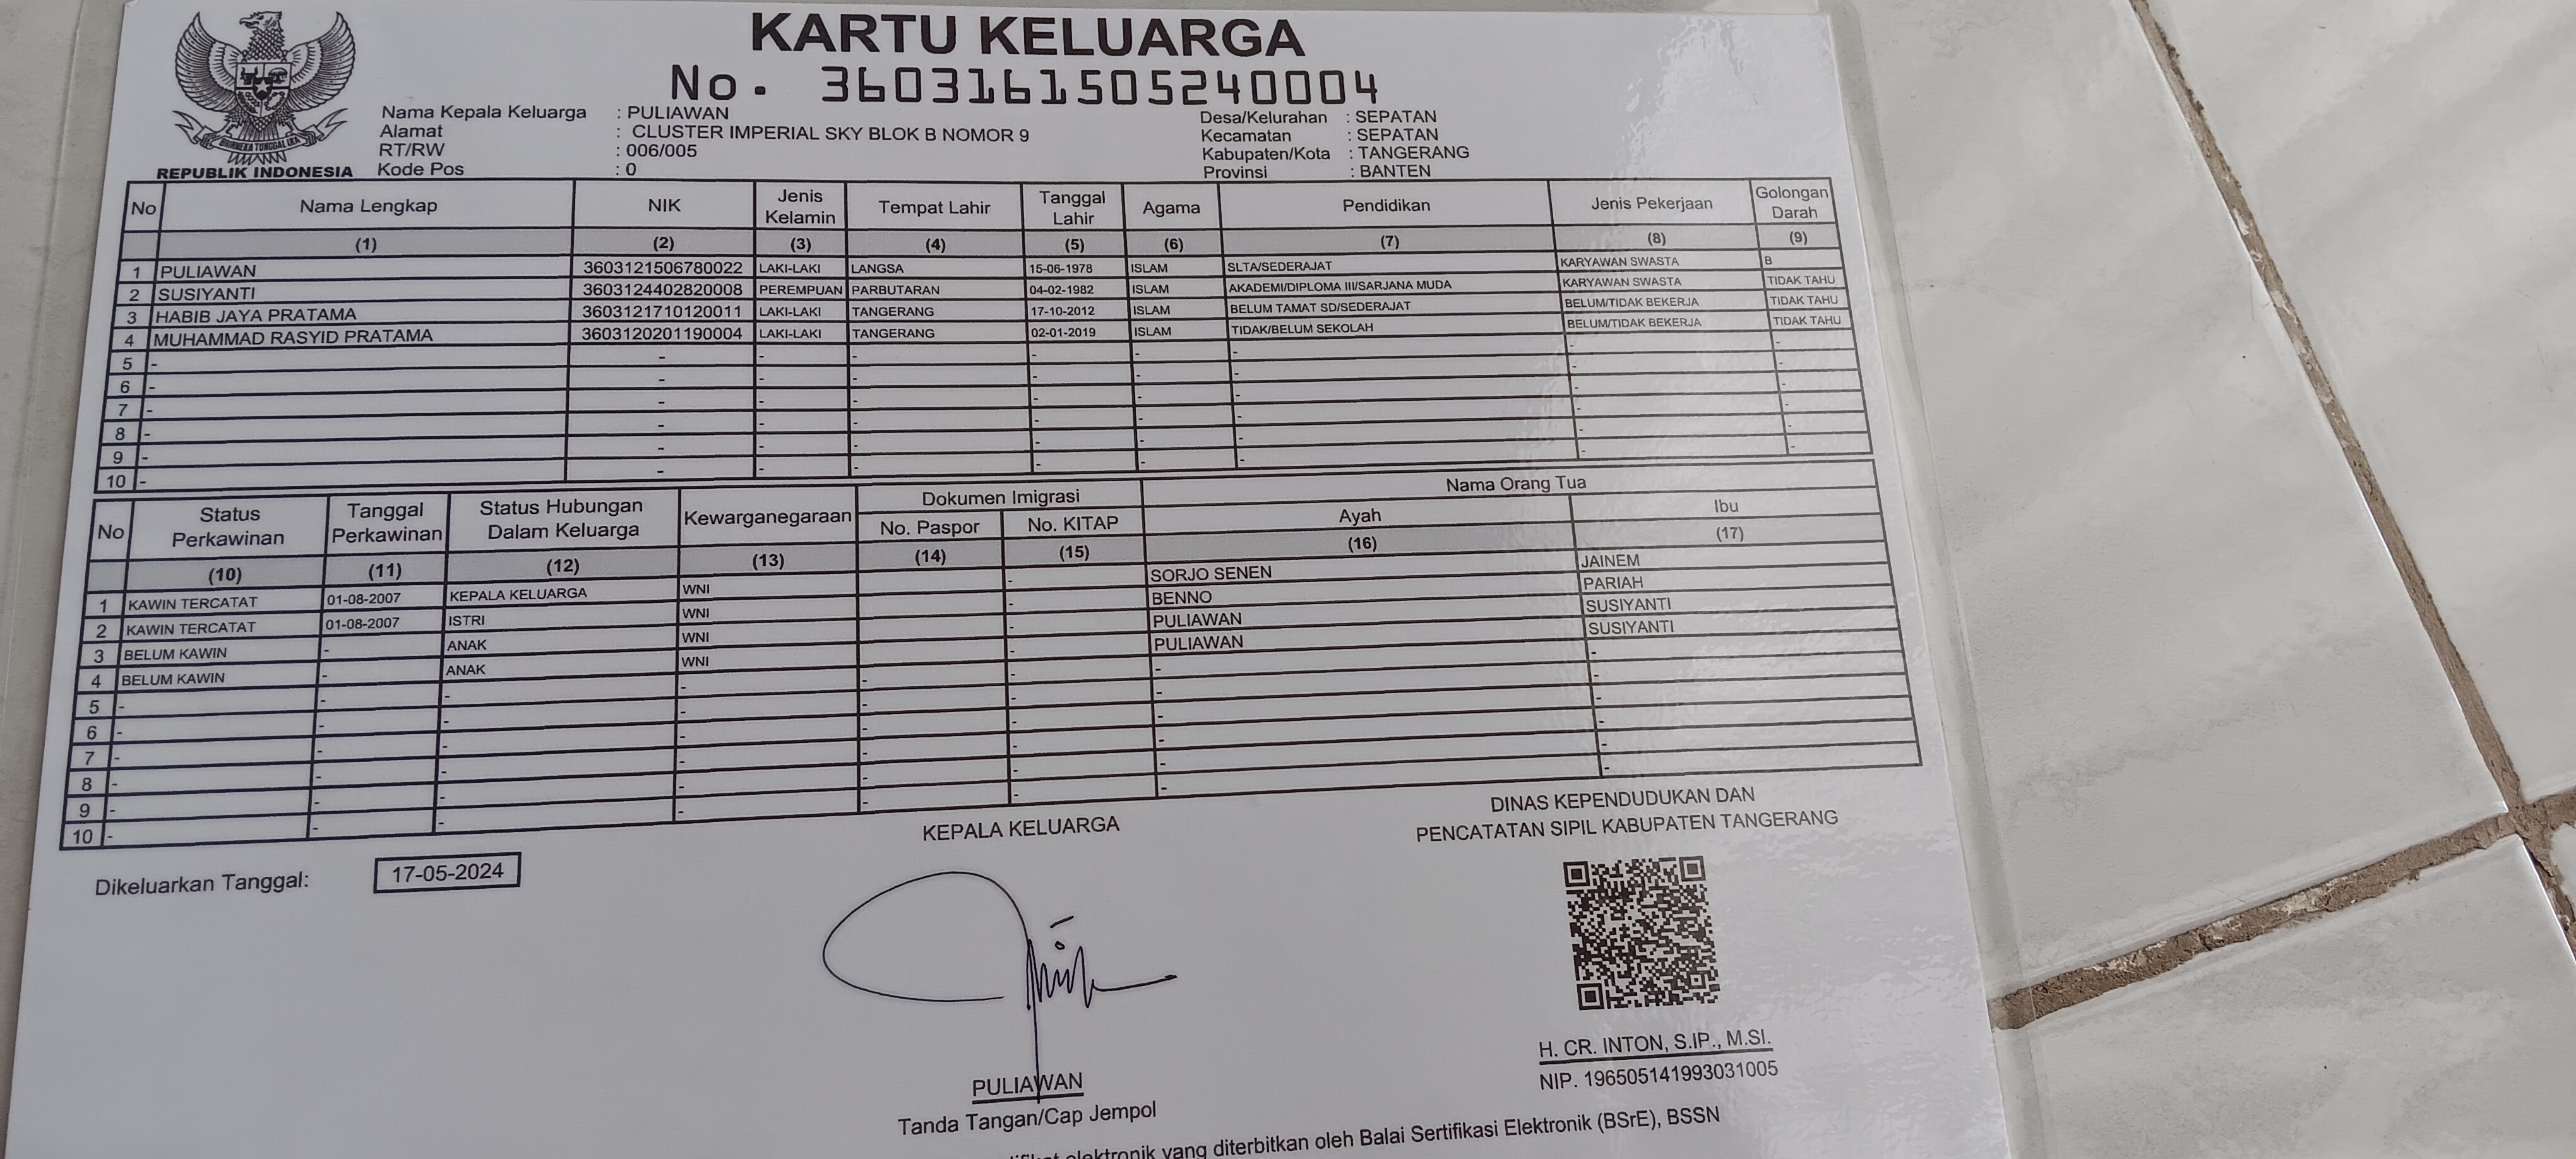 KARTU KELUARGA
No. 3603161505240004
Nama Kepala Keluarga : PULIAWAN
Alamat : CLUSTER IMPERIAL SKY BLOK B NOMOR 9
RT/RW : 006/005
Kode Pos : 0
Desa/Kelurahan : SEPATAN
Kecamatan : SEPATAN
Kabupaten/Kota : TANGERANG
Provinsi : BANTEN
BHINNEKA TUNGGAL IKA
REPUBLIK INDONESIA
No Nama Lengkap NIK Jenis Kelamin Tempat Lahir Tanggal Lahir Agama Pendidikan Jenis Pekerjaan Golongan Darah
(1) (2) (3) (4) (5) (6) (7) (8) (9)
1 PULIAWAN 3603121506780022 LAKI-LAKI LANGSA 15-06-1978 ISLAM SLTA/SEDERAJAT KARYAWAN SWASTA B
2 SUSIYANTI 3603124402820008 PEREMPUAN PARBUTARAN 04-02-1982 ISLAM AKADEMI/DIPLOMA III/SARJANA MUDA KARYAWAN SWASTA TIDAK TAHU
3 HABIB JAYA PRATAMA 3603121710120011 LAKI-LAKI TANGERANG 17-10-2012 ISLAM BELUM TAMAT SD/SEDERAJAT BELUM/TIDAK BEKERJA TIDAK TAHU
4 MUHAMMAD RASYID PRATAMA 3603120201190004 LAKI-LAKI TANGERANG 02-01-2019 ISLAM TIDAK/BELUM SEKOLAH BELUM/TIDAK BEKERJA TIDAK TAHU
5 - - - - - - - - -
6 - - - - - - - - -
7 - - - - - - - - -
8 - - - - - - - - -
9 - - - - - - - - -
10 - - - - - - - - -
No Status Perkawinan Tanggal Perkawinan Status Hubungan Dalam Keluarga Kewarganegaraan Dokumen Imigrasi Nama Orang Tua
No. Paspor No. KITAP Ayah Ibu
(10) (11) (12) (13) (14) (15) (16) (17)
1 KAWIN TERCATAT 01-08-2007 KEPALA KELUARGA WNI - SORJO SENEN JAINEM
2 KAWIN TERCATAT 01-08-2007 ISTRI WNI - BENNO PARIAH
3 BELUM KAWIN - ANAK WNI - PULIAWAN SUSIYANTI
4 BELUM KAWIN - ANAK WNI - PULIAWAN SUSIYANTI
5 - - - - - - - -
6 - - - - - - - -
7 - - - - - - - -
8 - - - - - - - -
9 - - - - - - - -
10 - - - - - - - -
Dikeluarkan Tanggal: 17-05-2024
KEPALA KELUARGA
PULIAWAN
Tanda Tangan/Cap Jempol
DINAS KEPENDUDUKAN DAN
PENCATATAN SIPIL KABUPATEN TANGERANG
H. CR. INTON, S.IP., M.SI.
NIP. 196505141993031005
elektronik yang diterbitkan oleh Balai Sertifikasi Elektronik (BSrE), BSSN